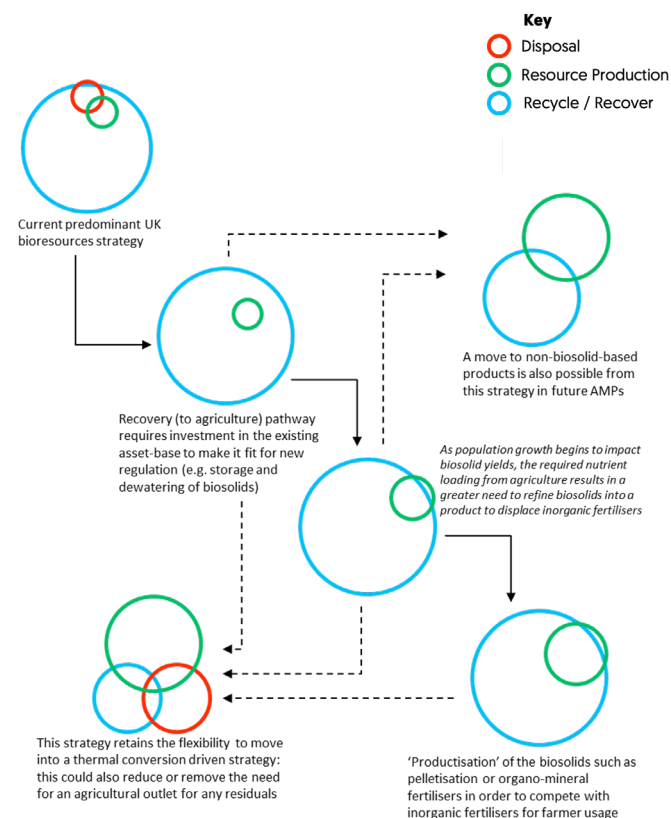 Key
Disposal
Resource Production
Recycle / Recover
Current predominant UK
bioresources strategy
A move to non-biosolid-based
products is also possible from
this strategy in future AMPs
Recovery (to agriculture) pathway
requires investment in the existing
asset-base to make it fit for new
regulation (e.g. storage and
dewatering of biosolids)
As population growth begins to impact
biosolid yields, the required nutrient
loading from agriculture results in a
greater need to refine biosolids into a
product to displace inorganic fertilisers
This strategy retains the flexibility to move
into a thermal conversion driven strategy:
this could also reduce or remove the need
for an agricultural outlet for any residuals
‘Productisation’ of the biosolids such as
pelletisation or organo-mineral
fertilisers in order to compete with
inorganic fertilisers for farmer usage